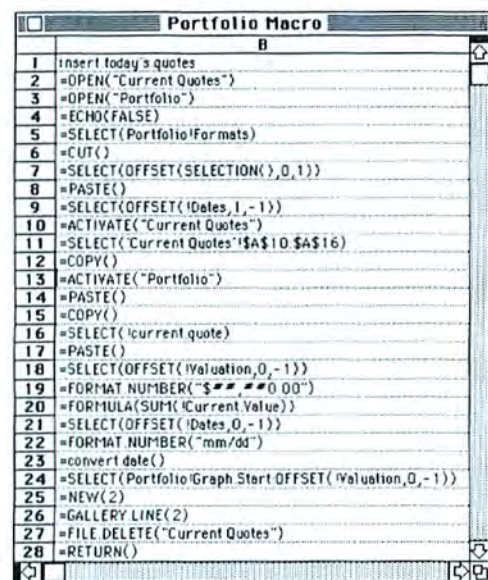 Portfolio Macro
B
1 insert today's quotes
2 =OPEN("Current Quotes")
3 =OPEN("Portfolio")
4 =ECHO(FALSE)
5 =SELECT(Portfolio!Formats)
6 =CUT()
7 =SELECT(OFFSET(SELECTION(),0,1))
8 =PASTE()
9 =SELECT(OFFSET(!Dates,1,-1))
10 =ACTIVATE("Current Quotes")
11 =SELECT('Current Quotes'!$A$10:$A$16)
12 =COPY()
13 =ACTIVATE("Portfolio")
14 =PASTE()
15 =COPY()
16 =SELECT(!current.quote)
17 =PASTE()
18 =SELECT(OFFSET(!Valuation,0,-1))
19 =FORMAT.NUMBER("$##,##0.00")
20 =FORMULA(SUM(!Current.Value))
21 =SELECT(OFFSET(!Dates,0,-1))
22 =FORMAT.NUMBER("mm/dd")
23 =convert.date()
24 =SELECT(Portfolio!Graph.Start:OFFSET(!Valuation,0,-1))
25 =NEW(2)
26 =GALLERY.LINE(2)
27 =FILE.DELETE("Current Quotes")
28 =RETURN()